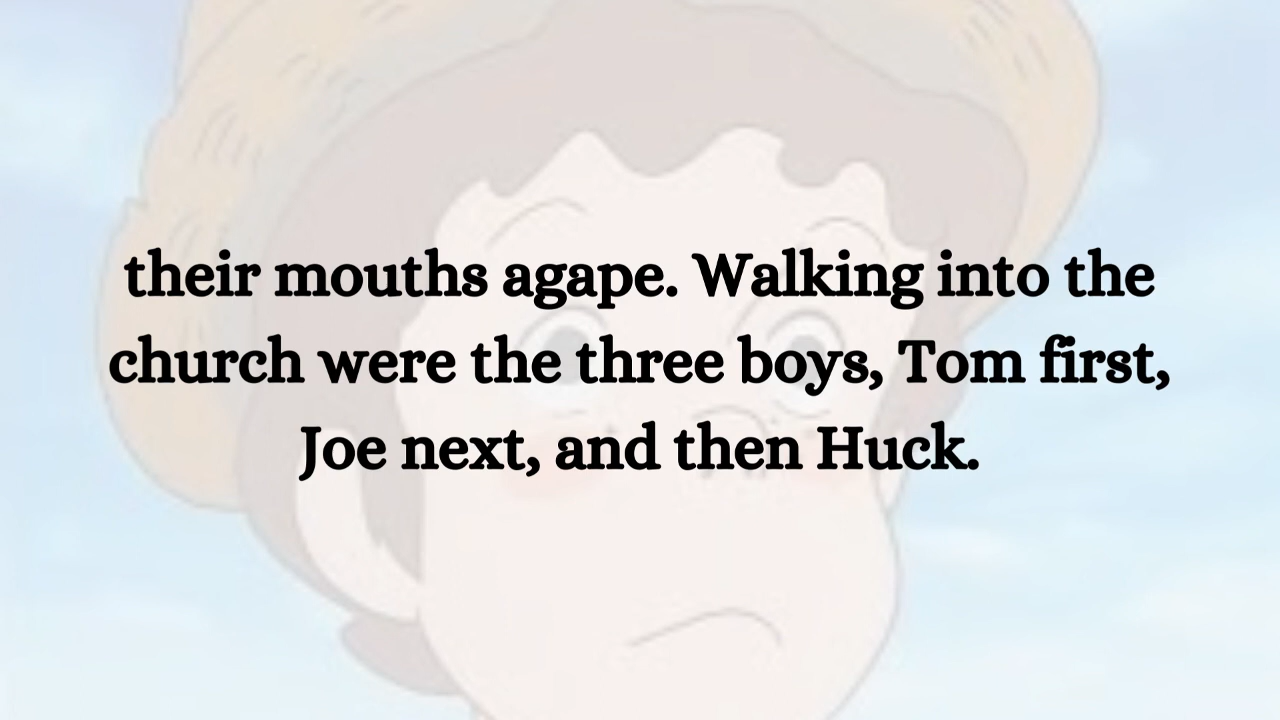 their mouths agape. Walking into the
church were the three boys, Tom first,
Joe next, and then Huck.